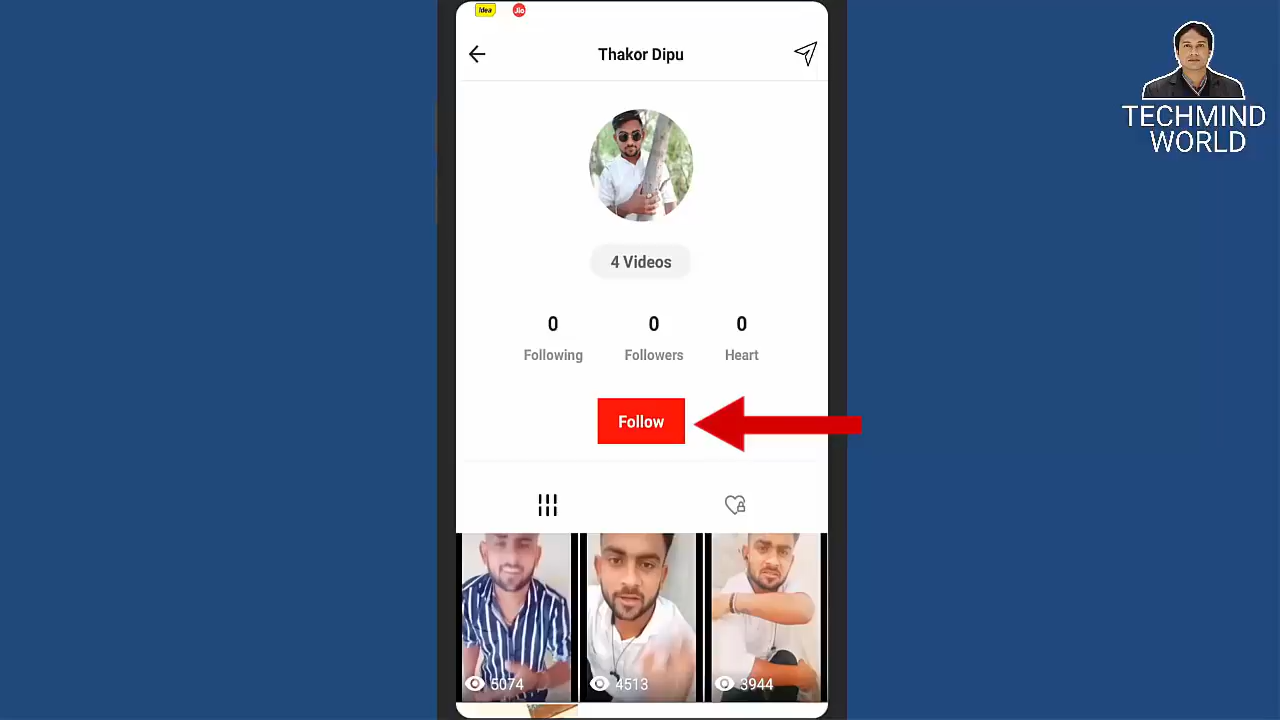 Idea
Jio
Thakor Dipu
TECHMIND
WORLD
4 Videos
0 0 0
Following Followers Heart
Follow
5074 4513 3944